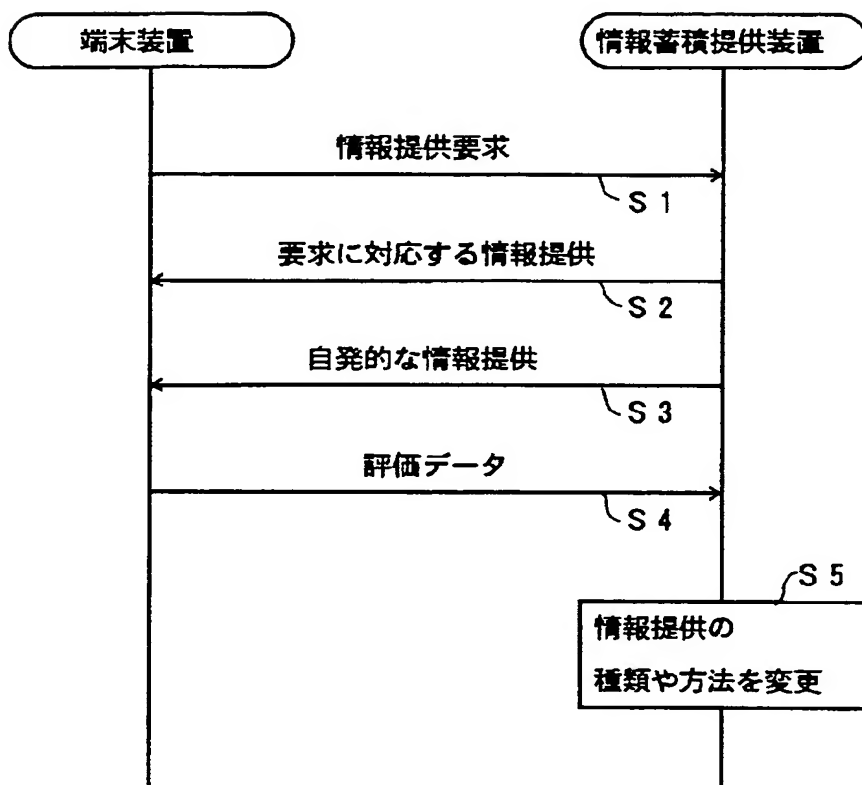 端末装置
情報蓄積提供装置
情報提供要求
S 1
要求に対応する情報提供
S 2
自発的な情報提供
S 3
評価データ
S 4
S 5
情報提供の
種類や方法を変更